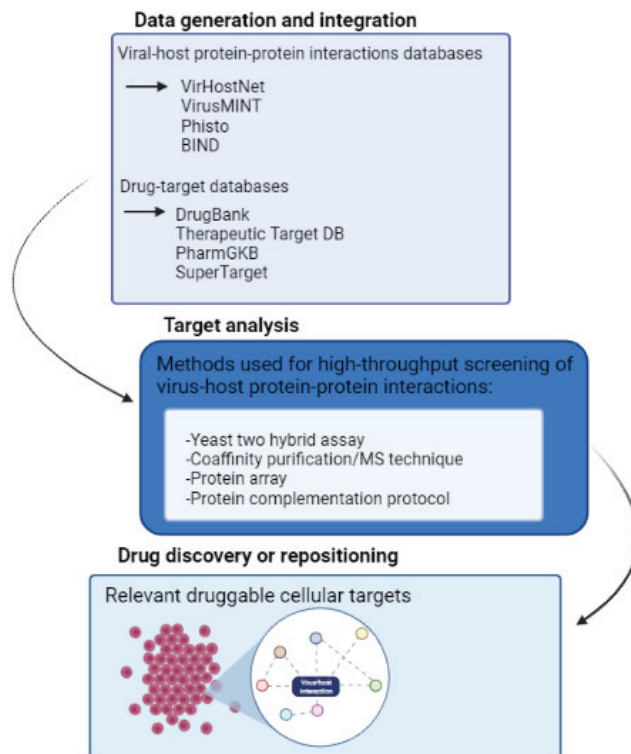 Data generation and integration
Viral-host protein-protein interactions databases
VirHostNet
VirusMINT
Phisto
BIND
Drug-target databases
DrugBank
Therapeutic Target DB
PharmGKB
SuperTarget
Target analysis
Methods used for high-throughput screening of
virus-host protein-protein interactions:
-Yeast two hybrid assay
-Coaffinity purification/MS technique
-Protein array
-Protein complementation protocol
Drug discovery or repositioning
Relevant druggable cellular targets
Virus/host
interaction